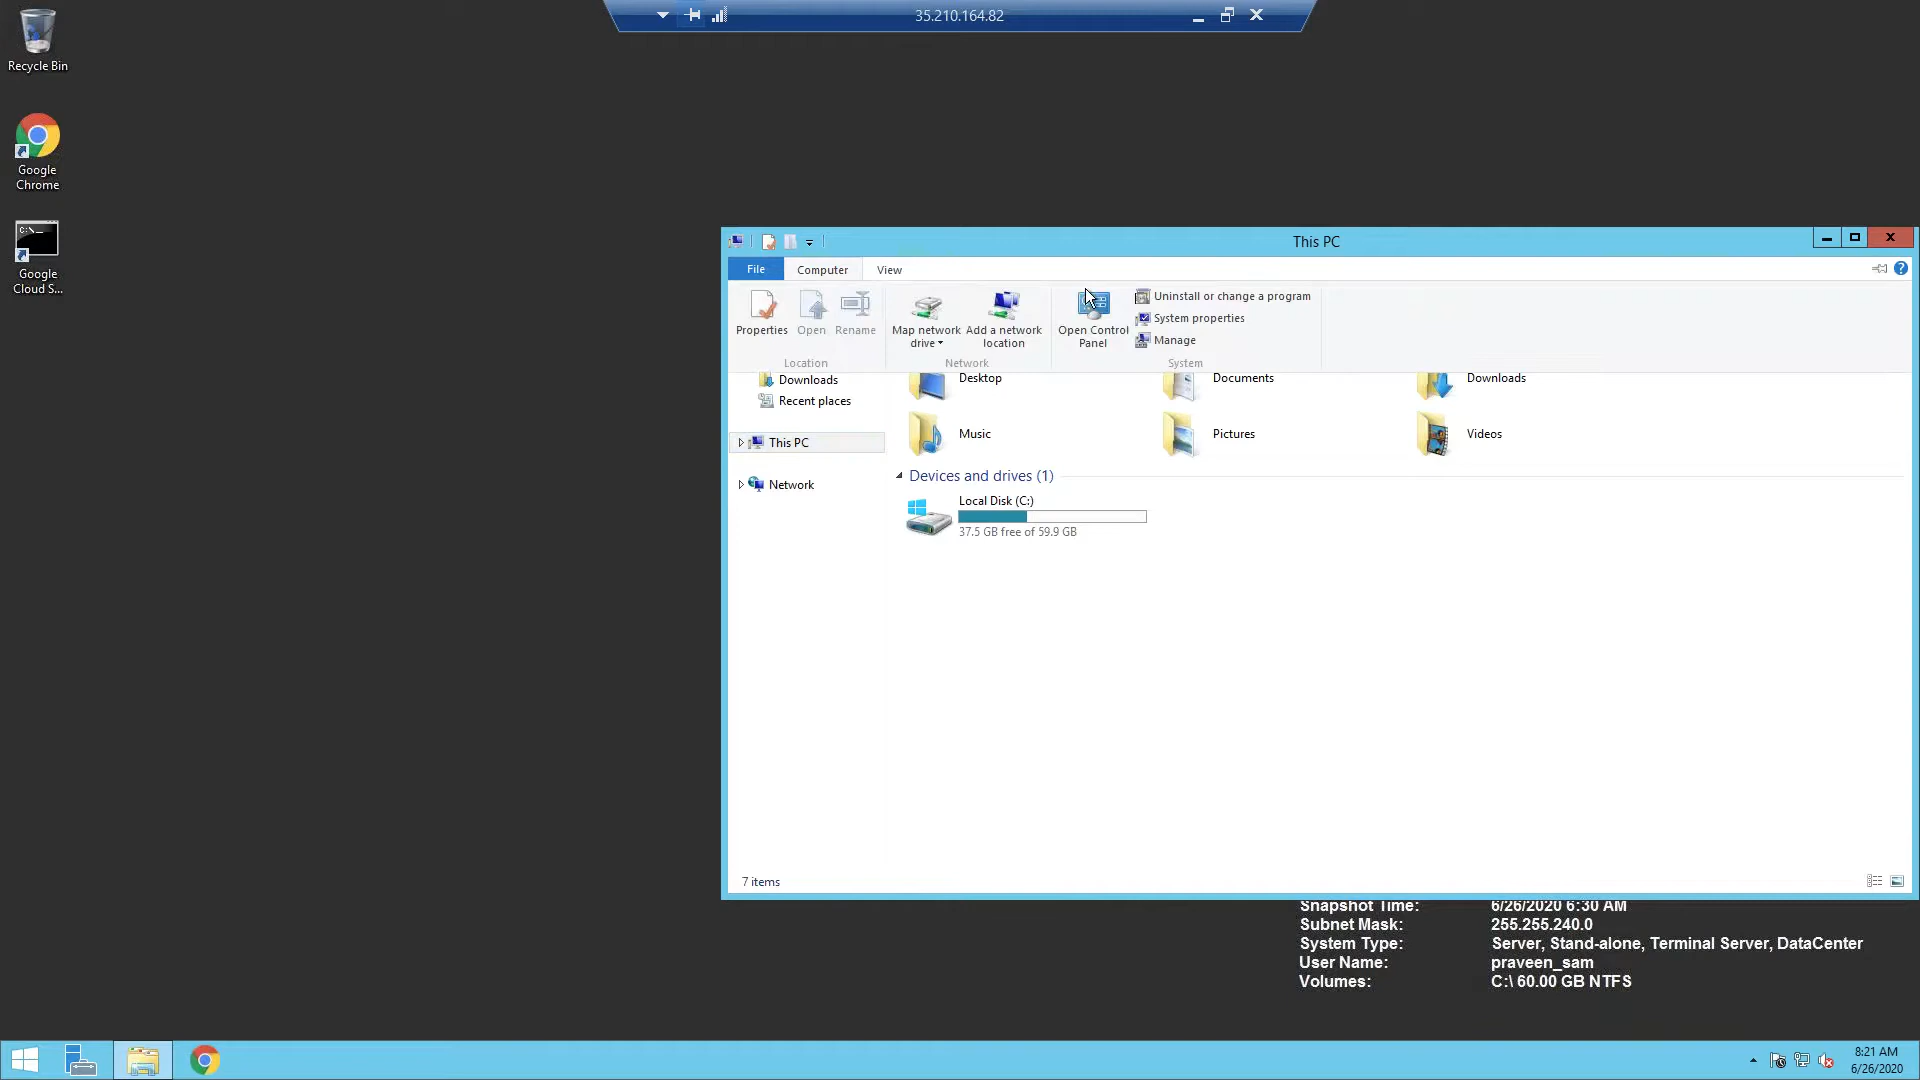 35.210.164.82
Recycle Bin
Google
Chrome
C:\_
Google
Cloud S...
This PC
File
Computer
View
Properties
Open
Rename
Map network
drive
Add a network
location
Open Control
Panel
Uninstall or change a program
System properties
Manage
Location
Network
System
Downloads
Recent places
This PC
Network
Desktop
Documents
Downloads
Music
Pictures
Videos
Devices and drives (1)
Local Disk (C:)
37.5 GB free of 59.9 GB
7 items
Snapshot Time: 6/26/2020 6:30 AM
Subnet Mask: 255.255.240.0
System Type: Server, Stand-alone, Terminal Server, DataCenter
User Name: praveen_sam
Volumes: C:\ 60.00 GB NTFS
8:21 AM
6/26/2020